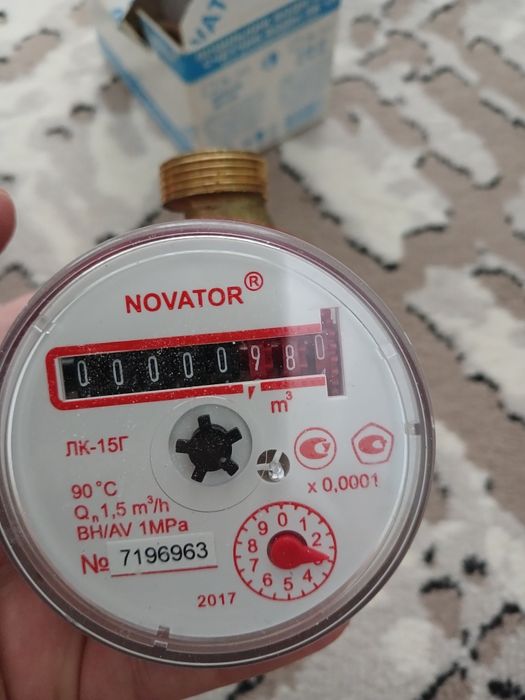 NOVATOR®
00000980
m³
ЛК-15Г
90°C
Qn1,5 m³/h
BH/AV 1MPa
x 0,0001
№ 7196963
0 1 2 3 4 5 6 7 8 9
2017